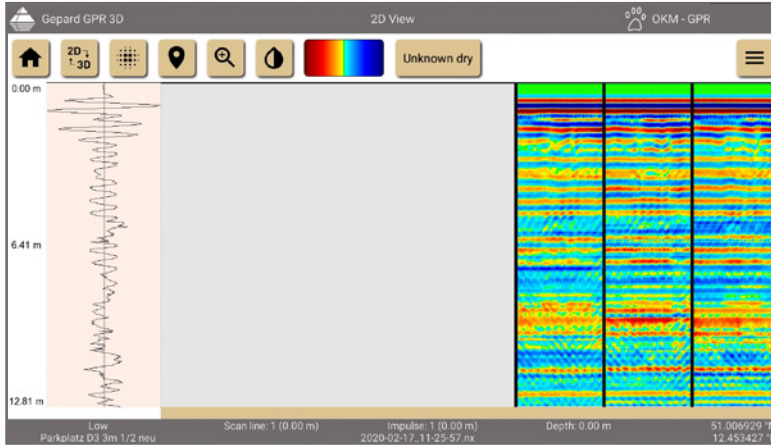 Gepard GPR 3D
2D View
OKM - GPR
2D
3D
Unknown dry
0.00 m
6.41 m
12.81 m
Low
Scan line: 1 (0.00 m)
Impulse: 1 (0.00 m)
Depth: 0.00 m
51.006929 °N
Parkplatz D3 3m 1/2 neu
2020-02-17_11-25-57.nx
12.453427 °